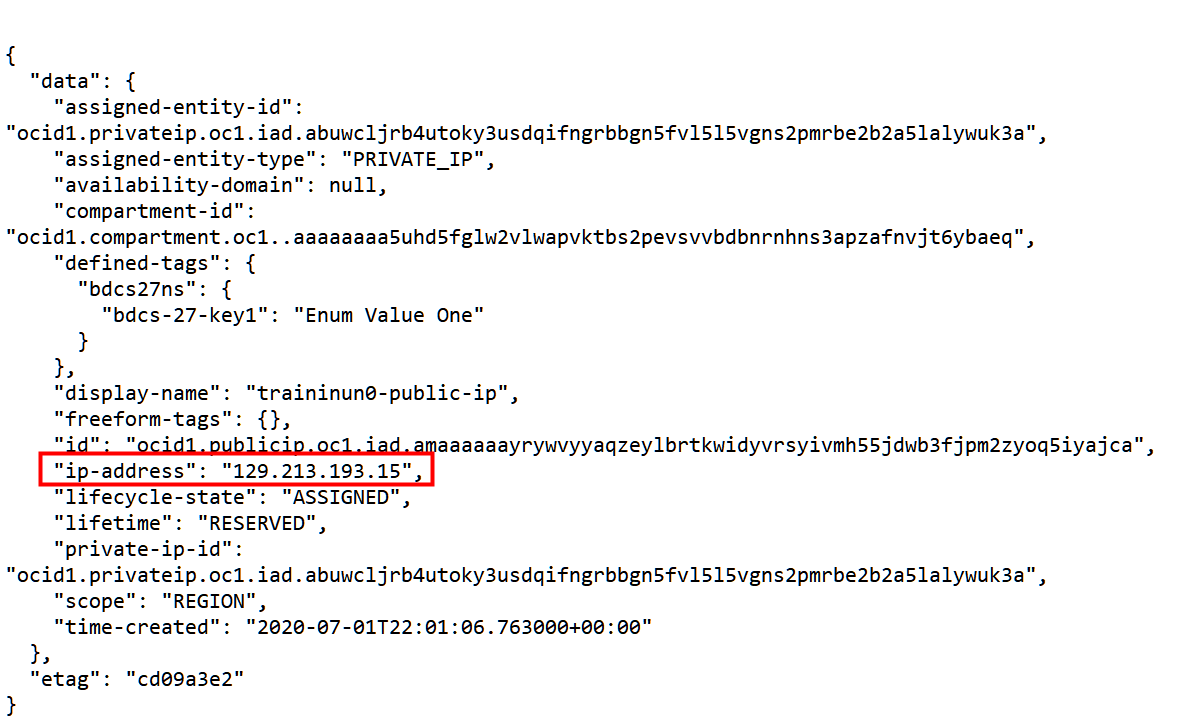 {
"data": {
"assigned-entity-id":
"ocid1.privateip.oc1.iad.abuwcljrb4utoky3usdqifngrbbgn5fvl5l5vgns2pmrbe2b2a5lalywuk3a",
"assigned-entity-type": "PRIVATE_IP",
"availability-domain": null,
"compartment-id":
"ocid1.compartment.oc1..aaaaaaaa5uhd5fglw2vlwapvktbs2pevsvvbdbnrnhns3apzafnvjt6ybaeq",
"defined-tags": {
"bdcs27ns": {
"bdcs-27-key1": "Enum Value One"
}
},
"display-name": "traininun0-public-ip",
"freeform-tags": {},
"id": "ocid1.publicip.oc1.iad.amaaaaaayrywvyyaqzeylbrtkwidyvrsyivmh55jdwb3fjpm2zyoq5iyajca",
"ip-address": "129.213.193.15",
"lifecycle-state": "ASSIGNED",
"lifetime": "RESERVED",
"private-ip-id":
"ocid1.privateip.oc1.iad.abuwcljrb4utoky3usdqifngrbbgn5fvl5l5vgns2pmrbe2b2a5lalywuk3a",
"scope": "REGION",
"time-created": "2020-07-01T22:01:06.763000+00:00"
},
"etag": "cd09a3e2"
}